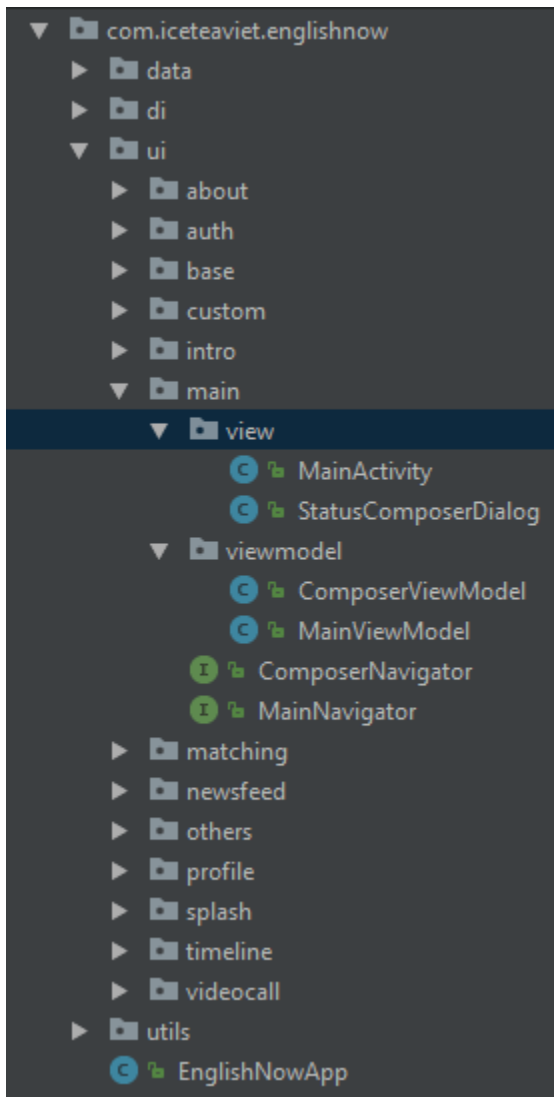 com.iceteaviet.englishnow
data
di
ui
about
auth
base
custom
intro
main
view
C MainActivity
C StatusComposerDialog
viewmodel
C ComposerViewModel
C MainViewModel
I ComposerNavigator
I MainNavigator
matching
newsfeed
others
profile
splash
timeline
videocall
utils
C EnglishNowApp